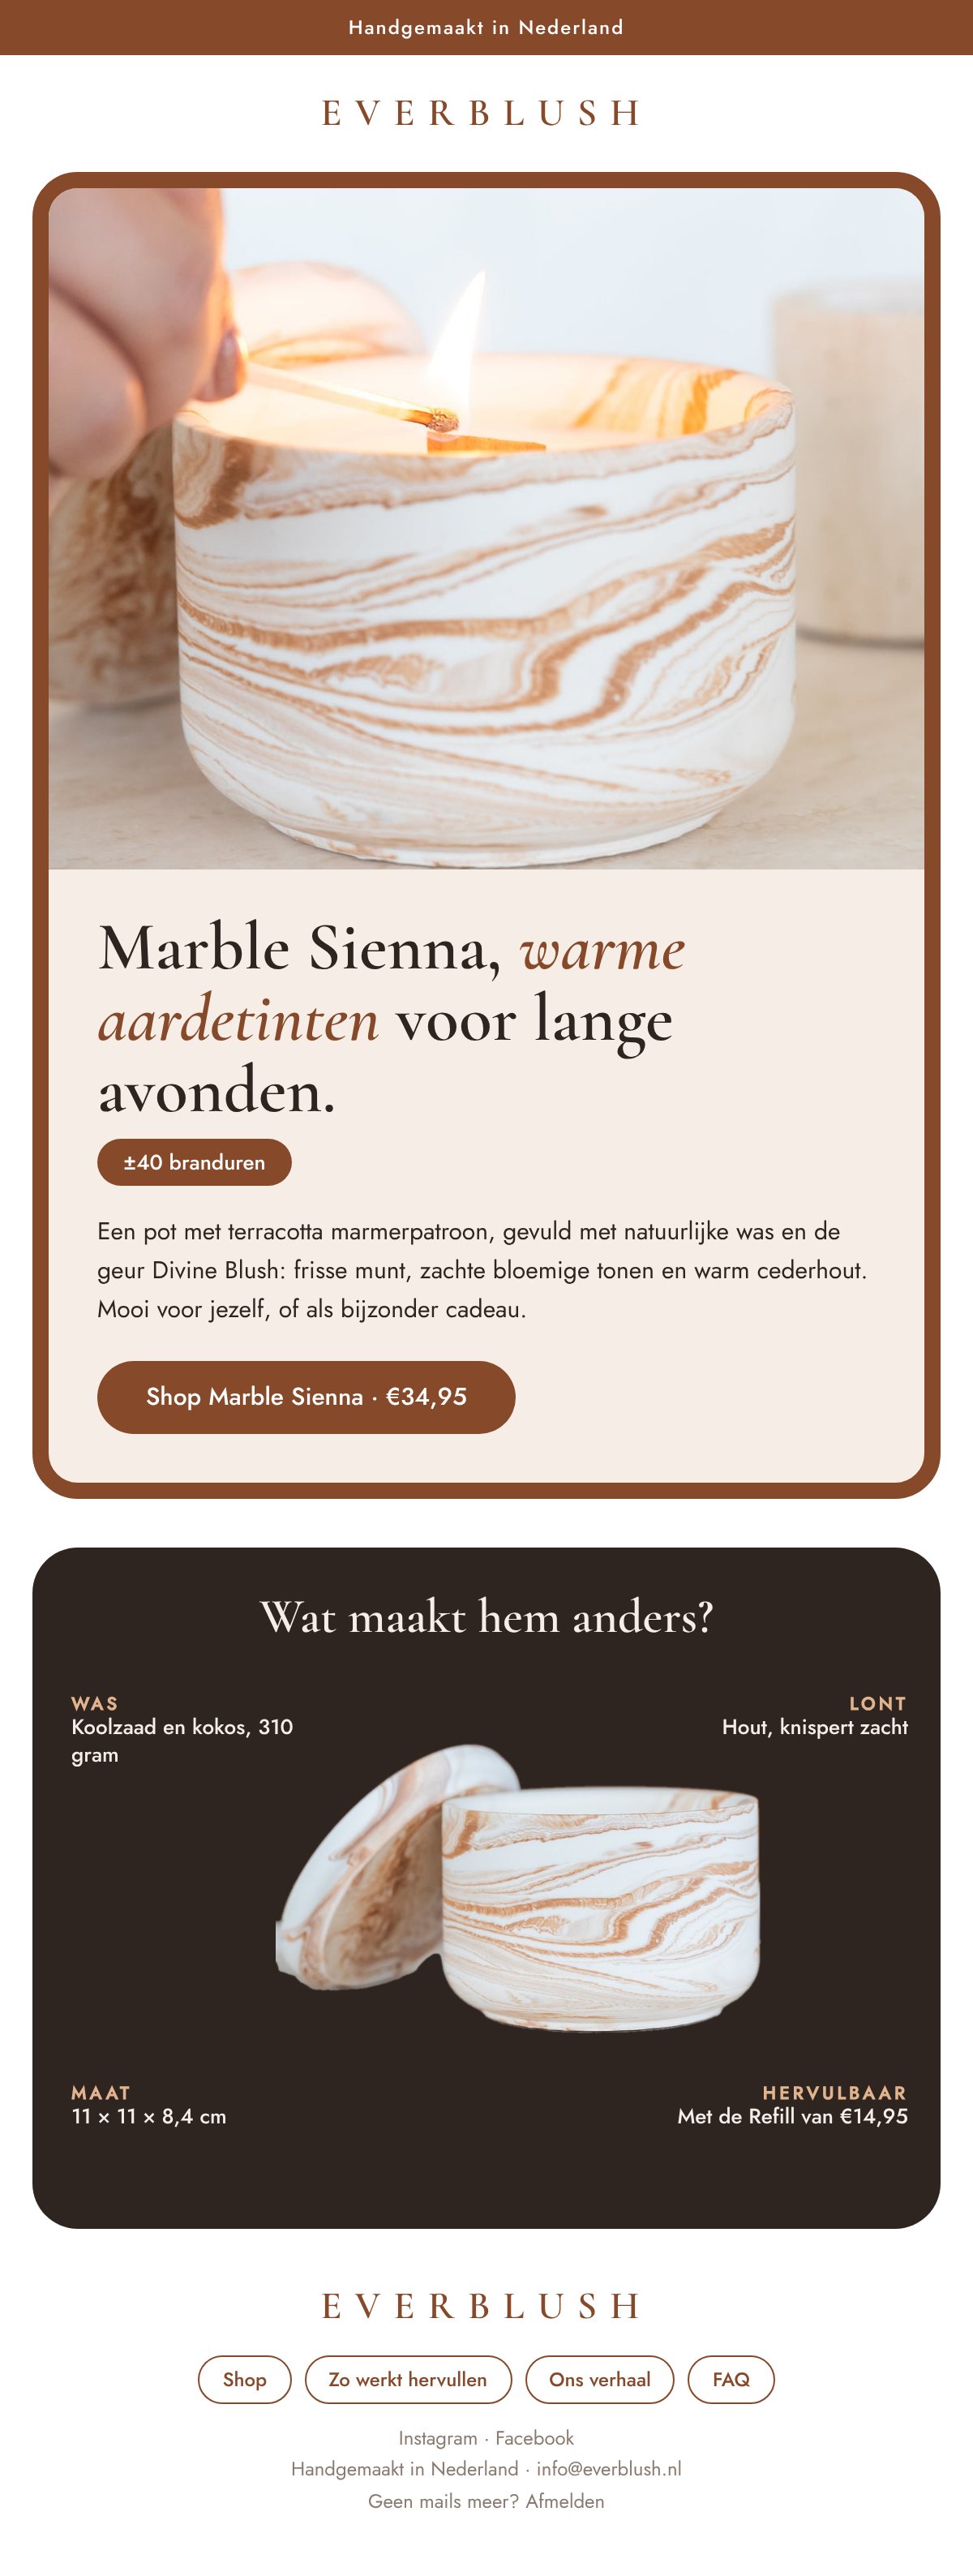 Handgemaakt in Nederland
EVERBLUSH
Marble Sienna, warme
aardetinten voor lange
avonden.
±40 branduren
Een pot met terracotta marmerpatroon, gevuld met natuurlijke was en de
geur Divine Blush: frisse munt, zachte bloemige tonen en warm cederhout.
Mooi voor jezelf, of als bijzonder cadeau.
Shop Marble Sienna · €34,95
Wat maakt hem anders?
WAS
Koolzaad en kokos, 310
gram
LONT
Hout, knispert zacht
MAAT
11 × 11 × 8,4 cm
HERVULBAAR
Met de Refill van €14,95
EVERBLUSH
Shop
Zo werkt hervullen
Ons verhaal
FAQ
Instagram · Facebook
Handgemaakt in Nederland · info@everblush.nl
Geen mails meer? Afmelden